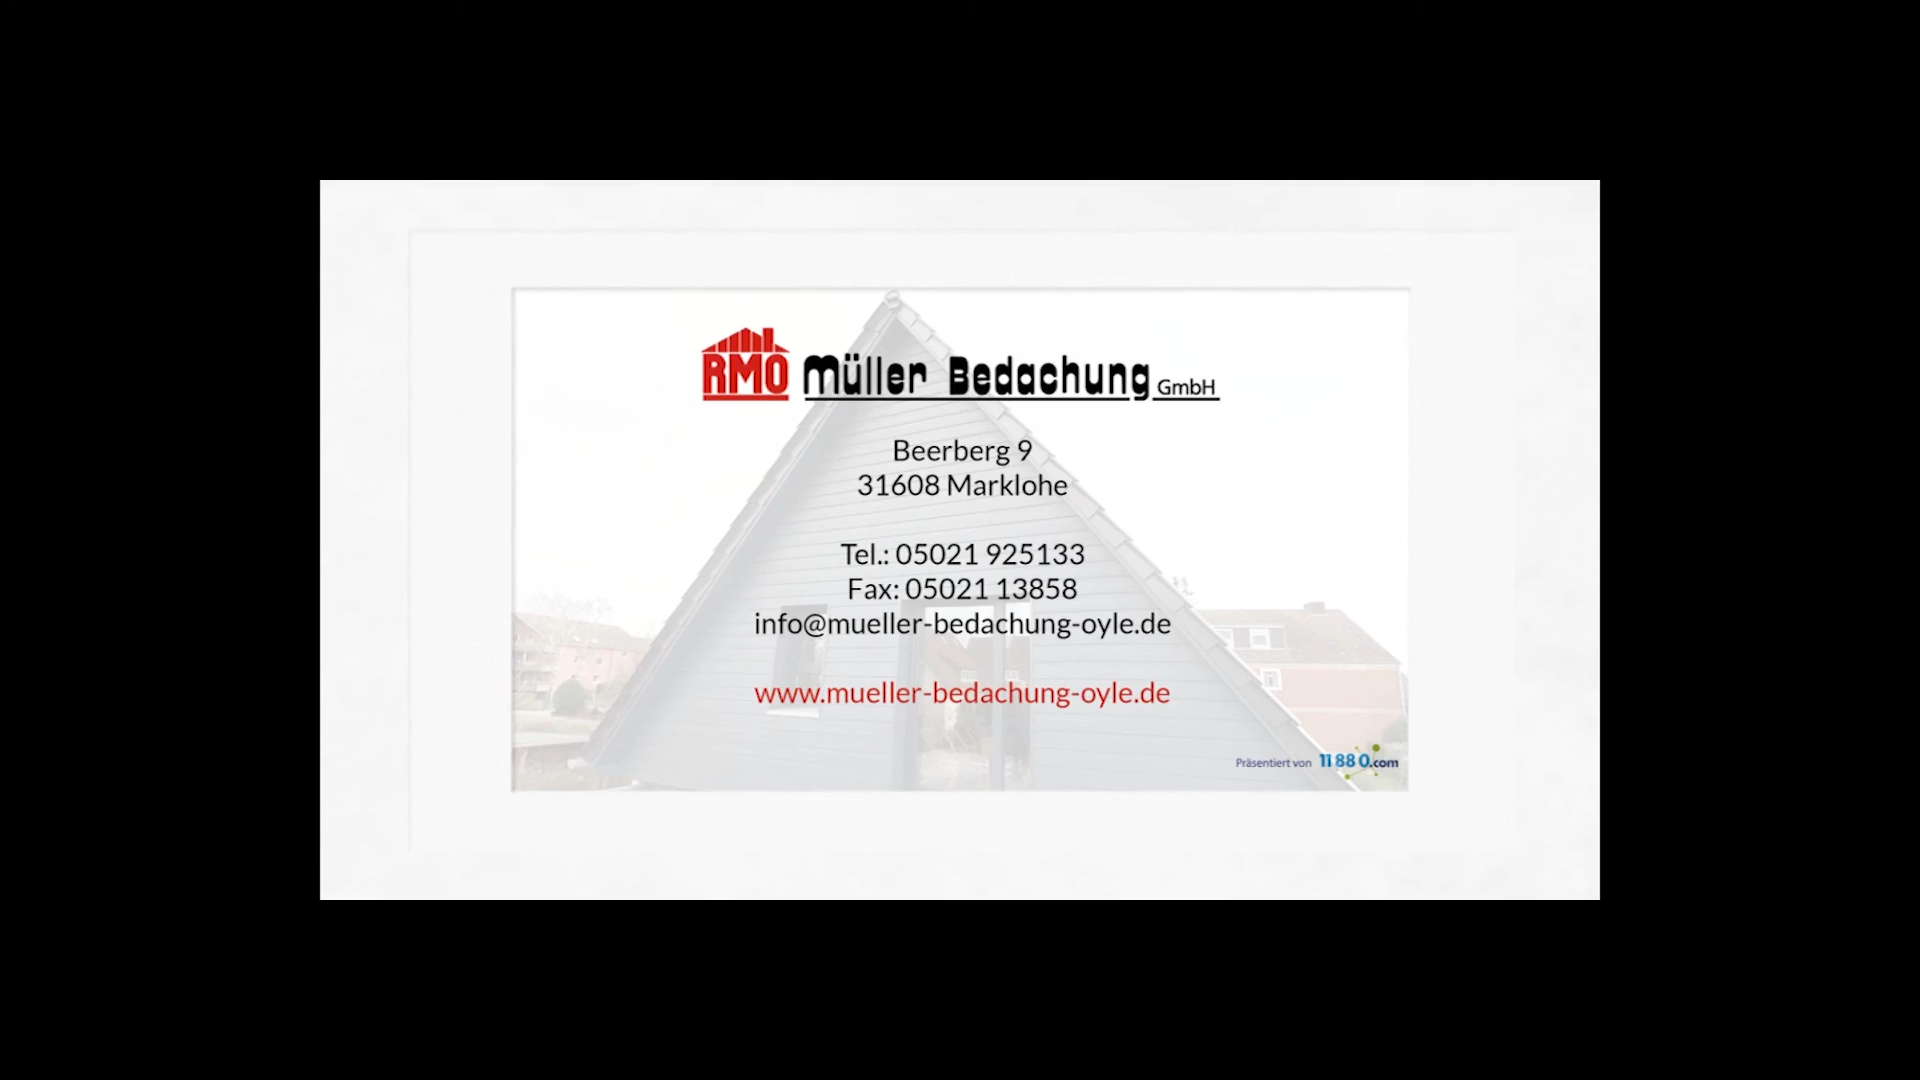 RMO Müller Bedachung GmbH
Beerberg 9
31608 Marklohe
Tel.: 05021 925133
Fax: 05021 13858
info@mueller-bedachung-oyle.de
www.mueller-bedachung-oyle.de
Präsentiert von 11880.com